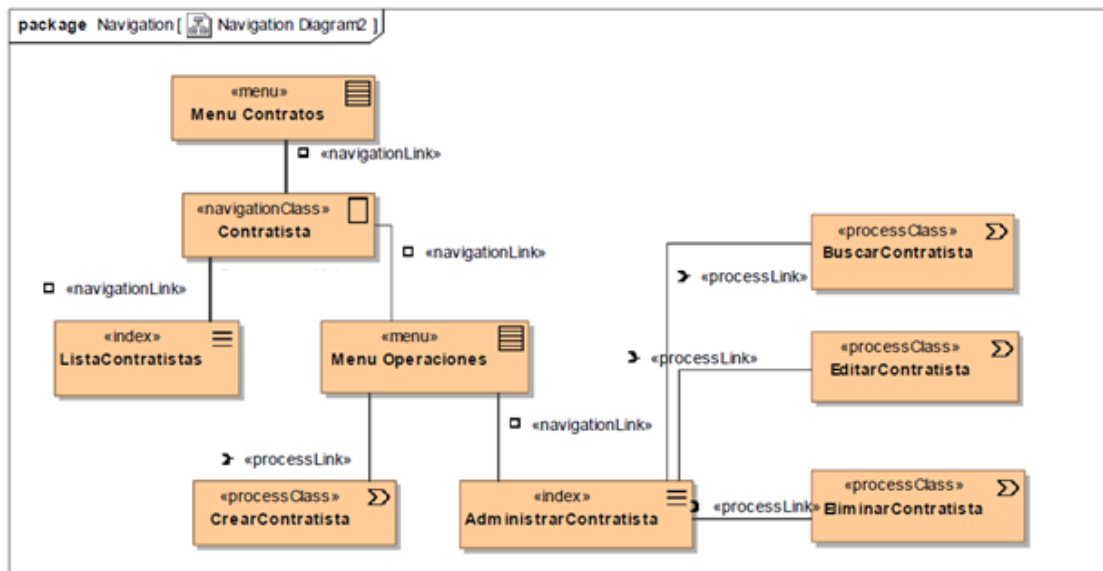 package Navigation [ Navigation Diagram2 ]
«menu»
Menu Contratos
«navigationLink»
«navigationClass»
Contratista
«navigationLink»
«navigationLink»
«index»
ListaContratistas
«menu»
Menu Operaciones
«processClass»
BuscarContratista
«processLink»
«processLink»
«processClass»
EditarContratista
«processLink»
«navigationLink»
«processClass»
CrearContratista
«index»
AdministrarContratista
«processLink»
«processClass»
EliminarContratista